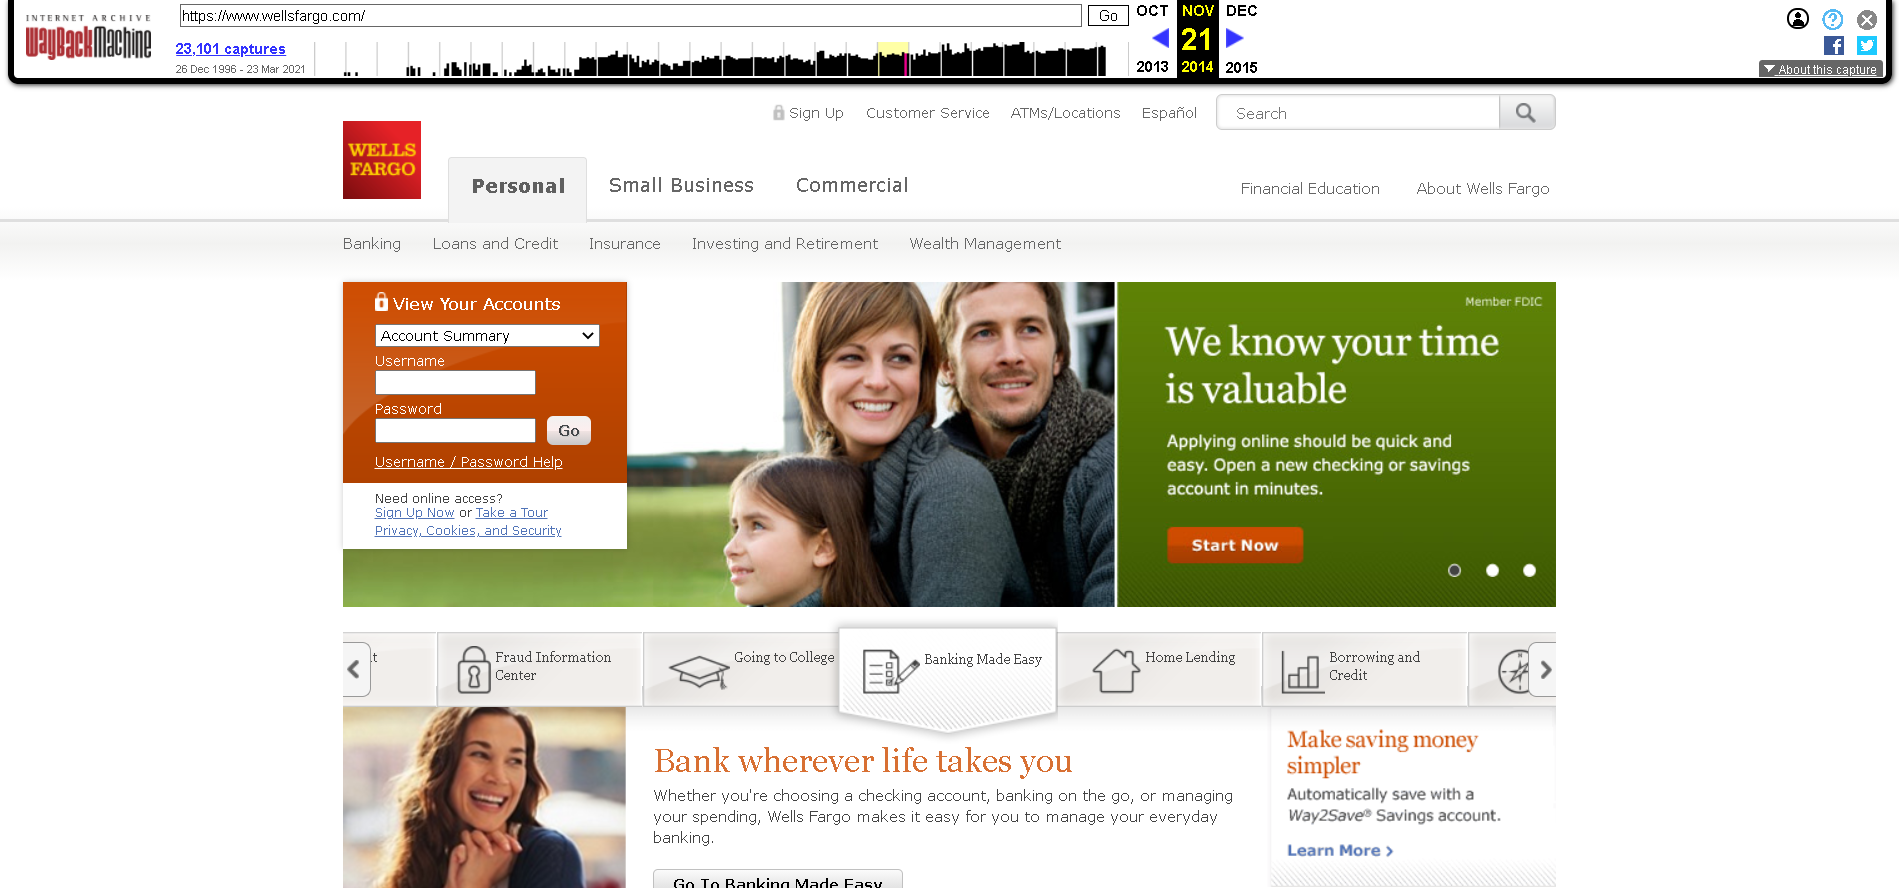 INTERNET ARCHIVE
WayBackMachine
https://www.wellsfargo.com/
Go
OCT NOV DEC
23,101 captures
21
26 Dec 1996 - 23 Mar 2021
2013 2014 2015
About this capture
Sign Up Customer Service ATMs/Locations Español Search
WELLS
FARGO
Personal Small Business Commercial
Financial Education About Wells Fargo
Banking Loans and Credit Insurance Investing and Retirement Wealth Management
View Your Accounts
Account Summary
Username
Password
Go
Username / Password Help
Need online access?
Sign Up Now or Take a Tour
Privacy, Cookies, and Security
Member FDIC
We know your time
is valuable
Applying online should be quick and
easy. Open a new checking or savings
account in minutes.
Start Now
t
Fraud Information
Center
Going to College
Banking Made Easy
Home Lending
Borrowing and
Credit
Bank wherever life takes you
Whether you're choosing a checking account, banking on the go, or managing
your spending, Wells Fargo makes it easy for you to manage your everyday
banking.
Go To Banking Made Easy
Make saving money
simpler
Automatically save with a
Way2Save® Savings account.
Learn More